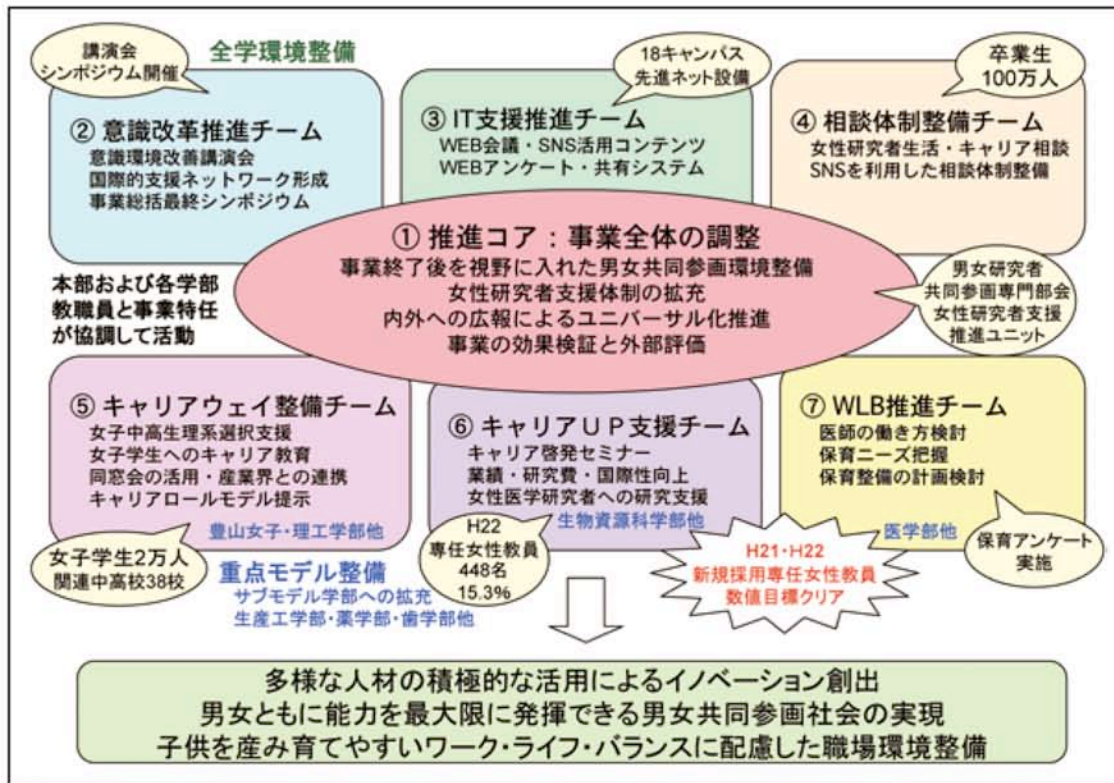 講演会
シンポジウム開催
全学環境整備
18キャンパス
先進ネット設備
卒業生
100万人
② 意識改革推進チーム
意識環境改善講演会
国際的支援ネットワーク形成
事業総括最終シンポジウム
③ IT支援推進チーム
WEB会議・SNS活用コンテンツ
WEBアンケート・共有システム
④ 相談体制整備チーム
女性研究者生活・キャリア相談
SNSを利用した相談体制整備
① 推進コア：事業全体の調整
事業終了後を視野に入れた男女共同参画環境整備
女性研究者支援体制の拡充
内外への広報によるユニバーサル化推進
事業の効果検証と外部評価
本部および各学部
教職員と事業特任
が協調して活動
男女研究者
共同参画専門部会
女性研究者支援
推進ユニット
⑤ キャリアウェイ整備チーム
女子中高生理系選択支援
女子学生へのキャリア教育
同窓会の活用・産業界との連携
キャリアロールモデル提示
豊山女子・理工学部他
⑥ キャリアＵＰ支援チーム
キャリア啓発セミナー
業績・研究費・国際性向上
女性医学研究者への研究支援
生物資源科学部他
⑦ WLB推進チーム
医師の働き方検討
保育ニーズ把握
保育整備の計画検討
医学部他
女子学生2万人
関連中高校38校
重点モデル整備
サブモデル学部への拡充
生産工学部・薬学部・歯学部他
H22
専任女性教員
448名
15.3%
H21・H22
新規採用専任女性教員
数値目標クリア
保育アンケート
実施
多様な人材の積極的な活用によるイノベーション創出
男女ともに能力を最大限に発揮できる男女共同参画社会の実現
子供を産み育てやすいワーク・ライフ・バランスに配慮した職場環境整備